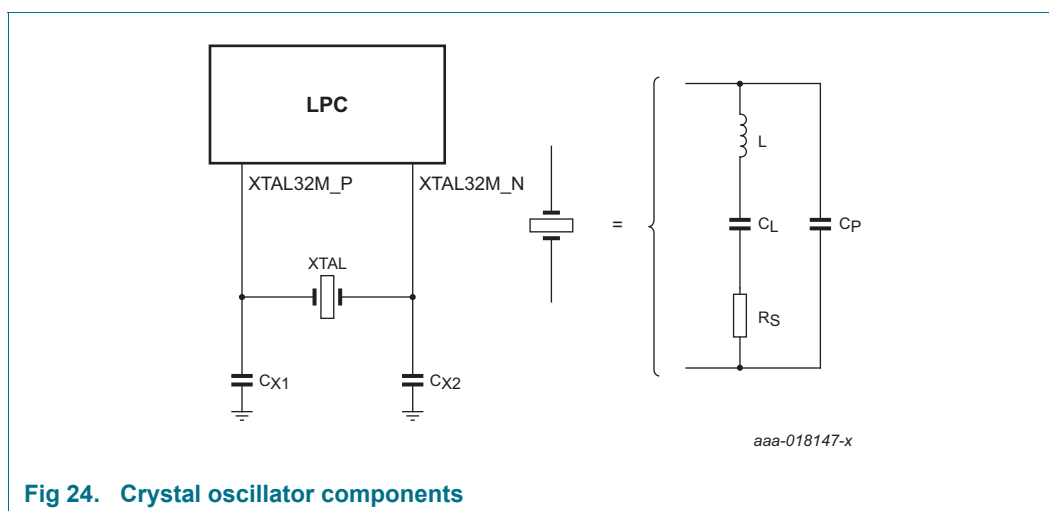 LPC
XTAL32M_P
XTAL32M_N
XTAL
CX1
CX2
=
L
CL
CP
RS
aaa-018147-x
Fig 24. Crystal oscillator components